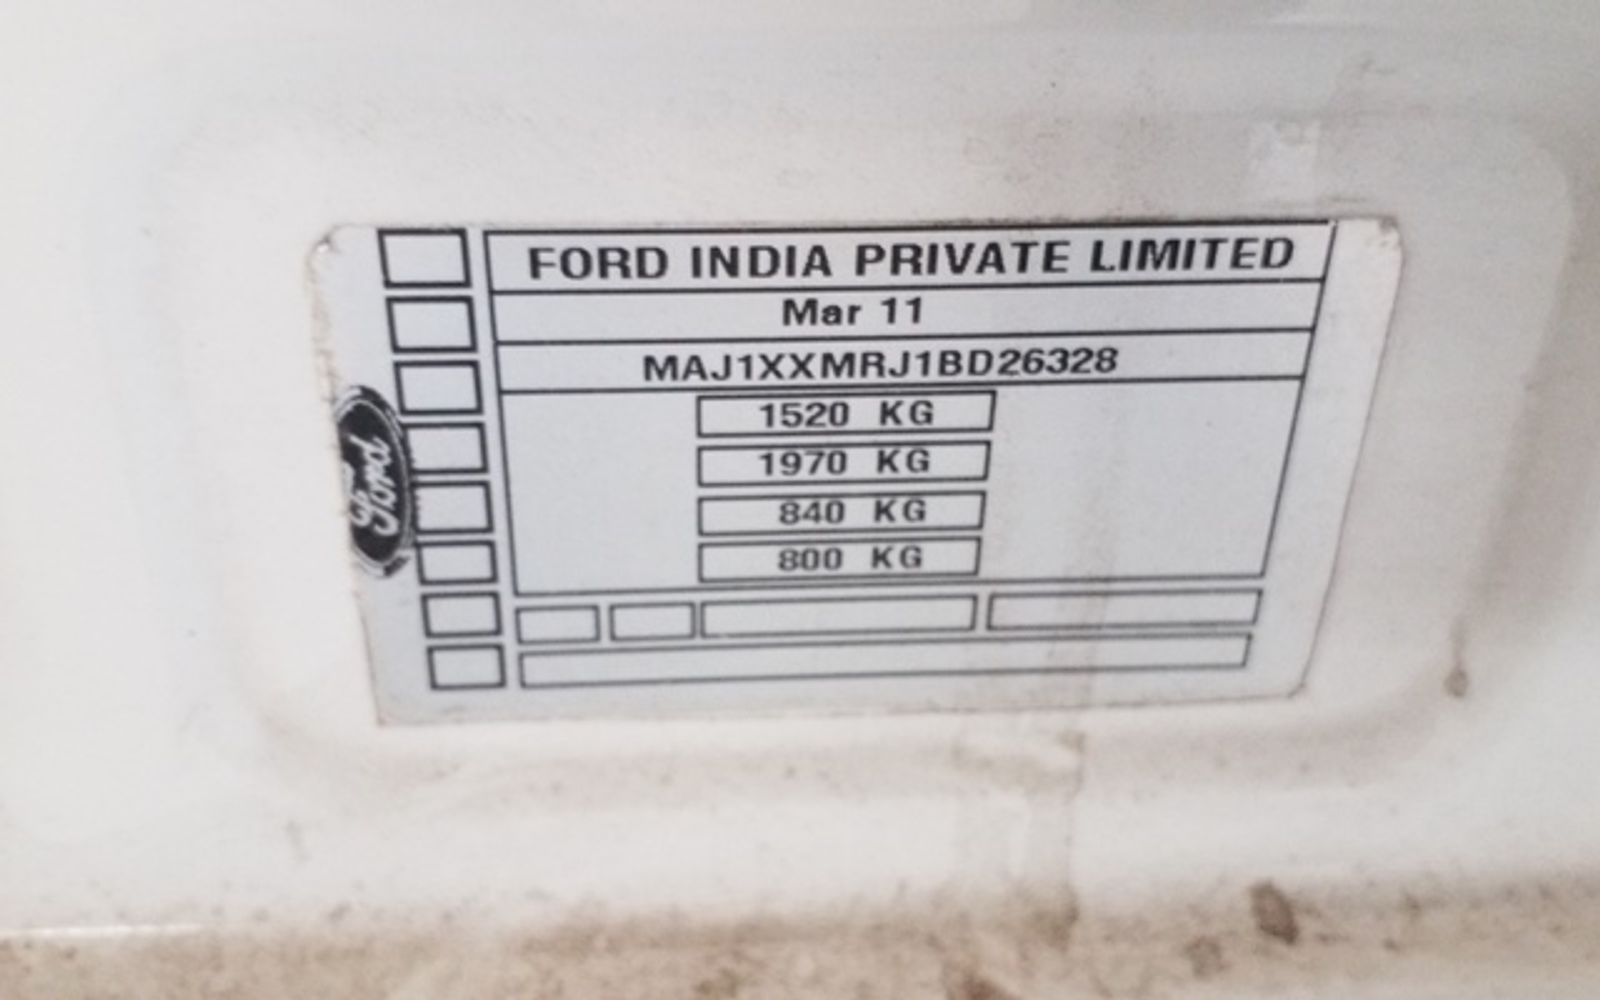 FORD INDIA PRIVATE LIMITED
Mar 11
MAJ1XXMRJ1BD26328
1520 KG
1970 KG
840 KG
800 KG
Ford